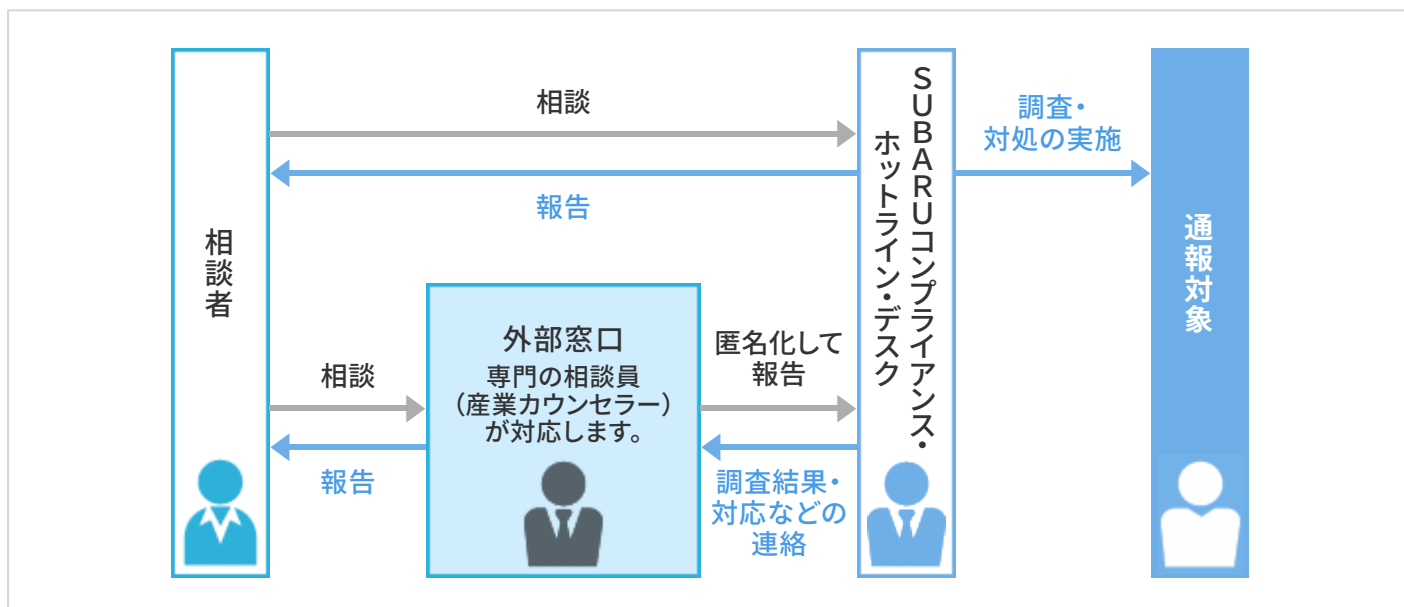 相談者
相談
報告
相談
報告
外部窓口
専門の相談員
（産業カウンセラー）
が対応します。
匿名化して
報告
調査結果・
対応などの
連絡
ＳＵＢＡＲＵコンプライアンス・
ホットライン・デスク
調査・
対処の実施
通報対象